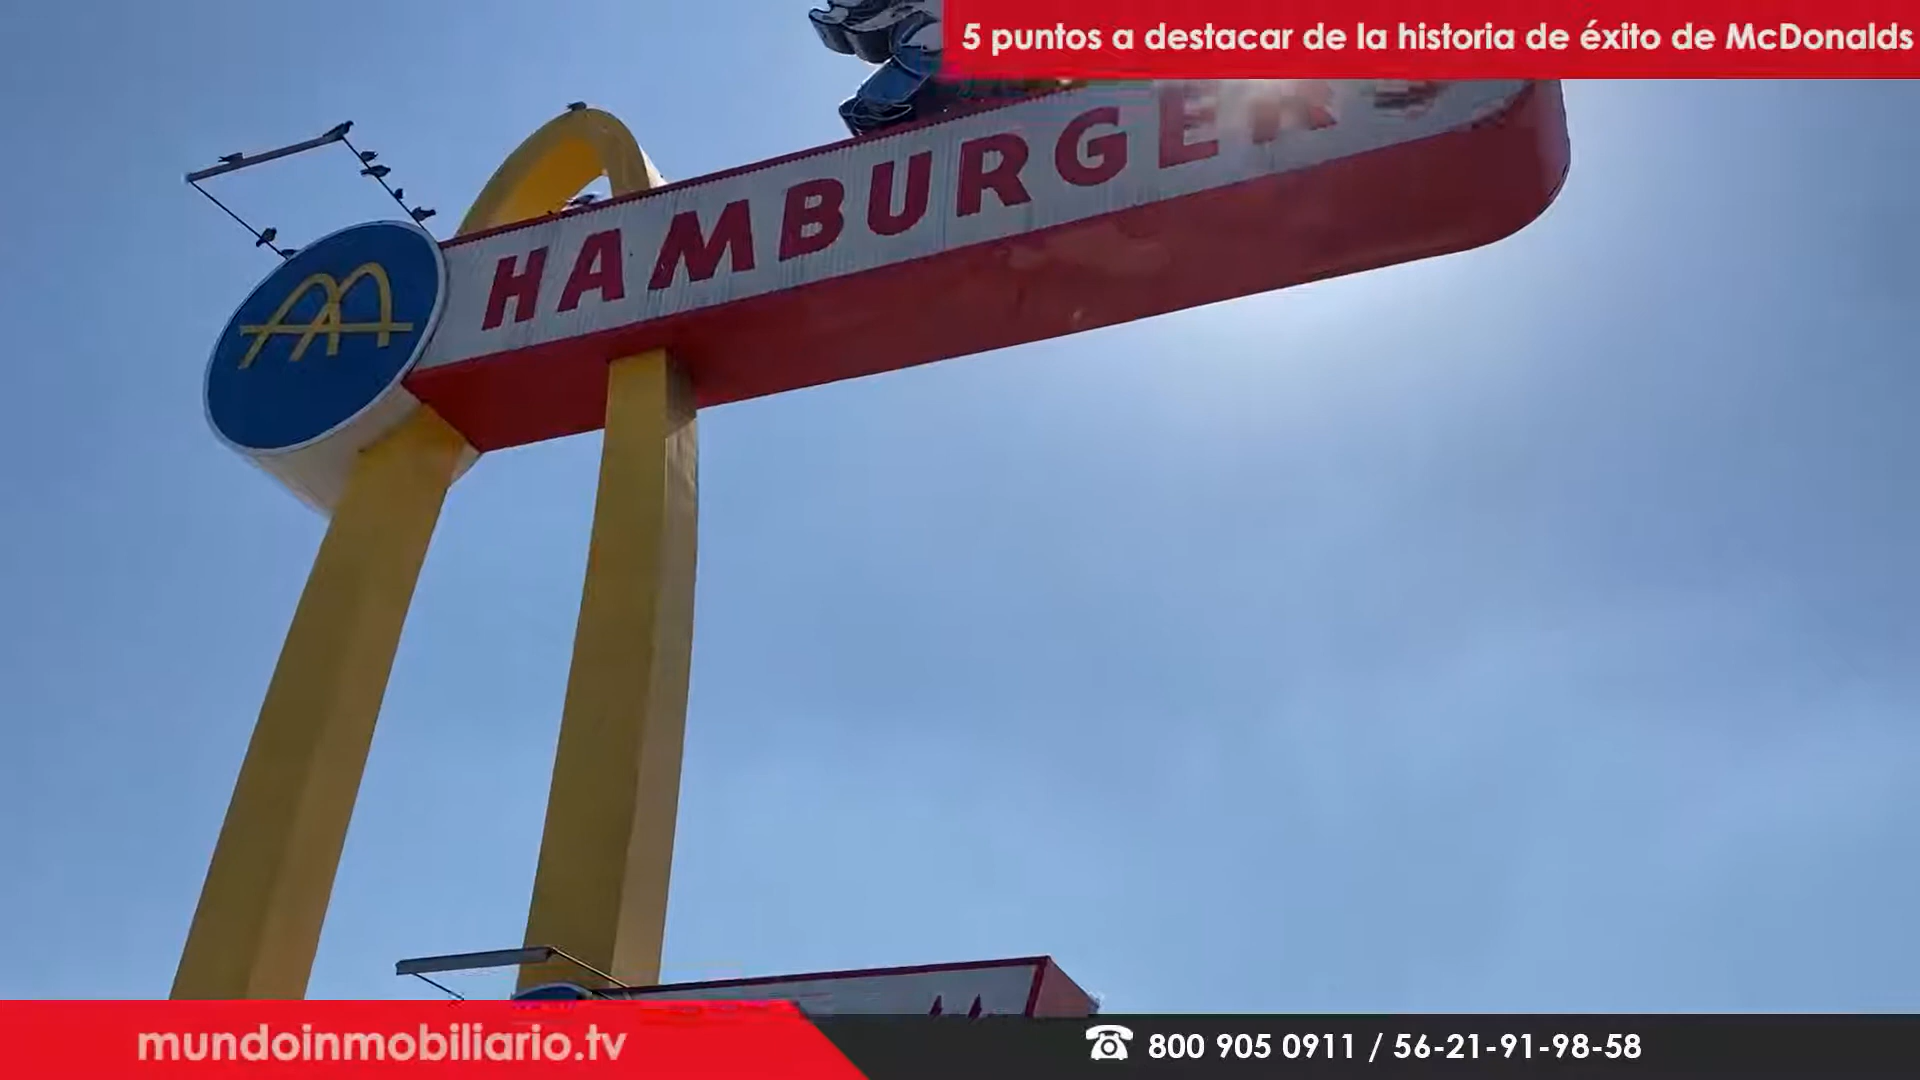 5 puntos a destacar de la historia de éxito de McDonalds
HAMBURGERS
mundoinmobiliario.tv
800 905 0911 / 56-21-91-98-58